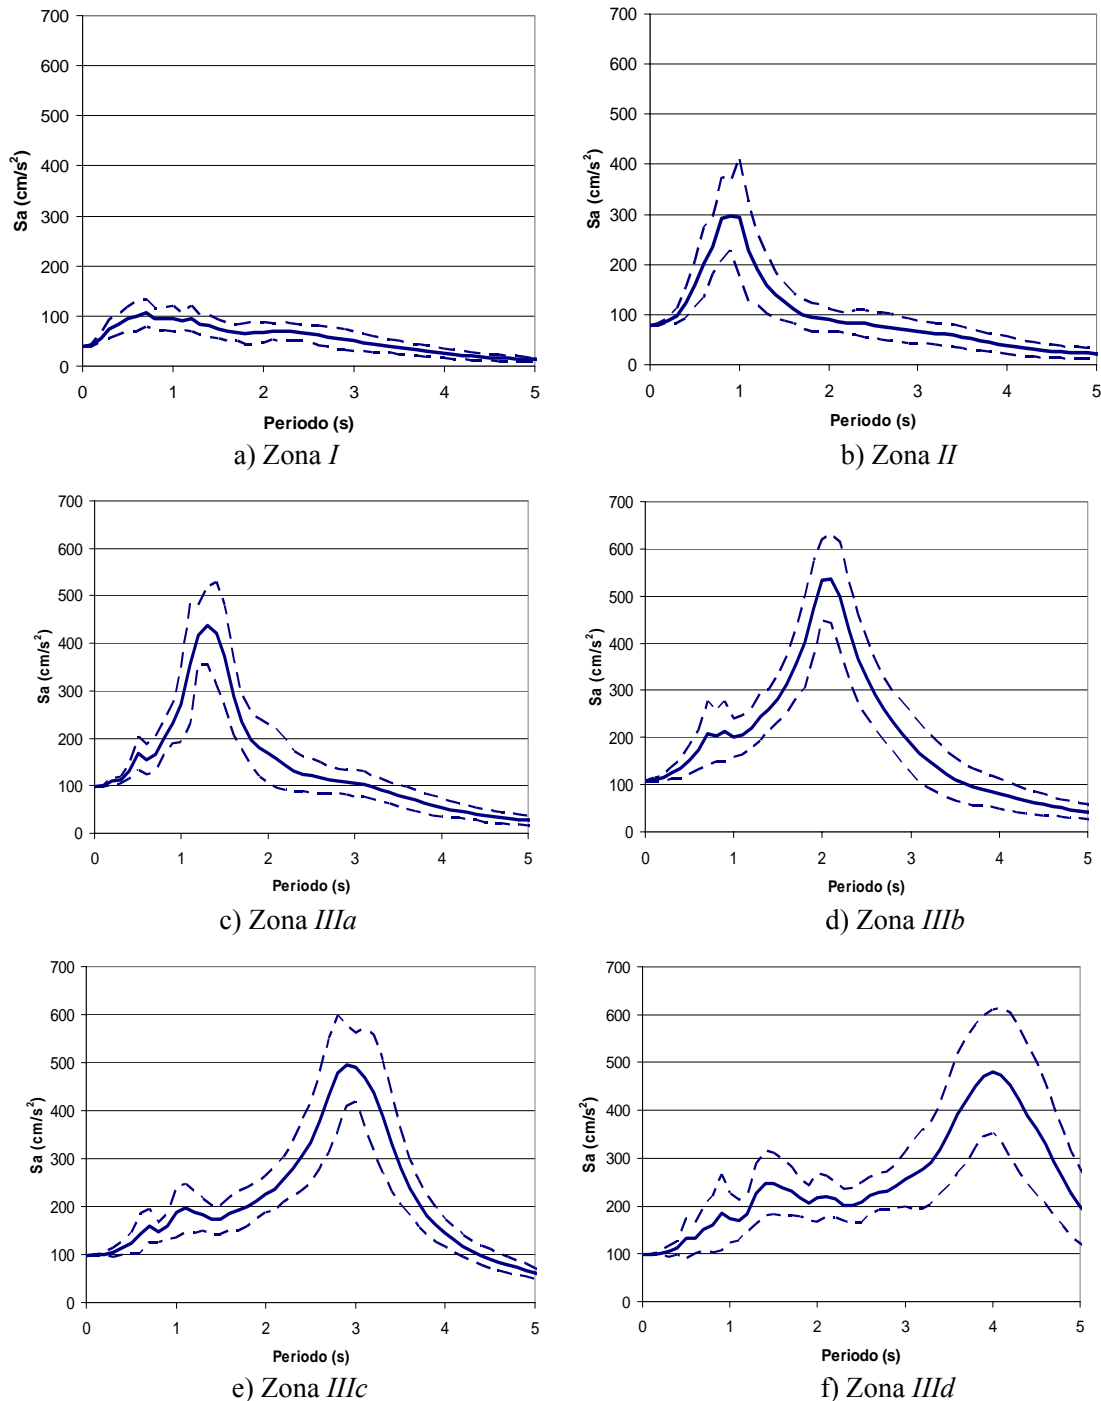 700
600
500
400
300
200
100
0
Sa (cm/s²)
0 1 2 3 4 5
Periodo (s)
a) Zona I
700
600
500
400
300
200
100
0
Sa (cm/s²)
0 1 2 3 4 5
Periodo (s)
b) Zona II
700
600
500
400
300
200
100
0
Sa (cm/s²)
0 1 2 3 4 5
Periodo (s)
c) Zona IIIa
700
600
500
400
300
200
100
0
Sa (cm/s²)
0 1 2 3 4 5
Periodo (s)
d) Zona IIIb
700
600
500
400
300
200
100
0
Sa (cm/s²)
0 1 2 3 4 5
Periodo (s)
e) Zona IIIc
700
600
500
400
300
200
100
0
Sa (cm/s²)
0 1 2 3 4 5
Periodo (s)
f) Zona IIId